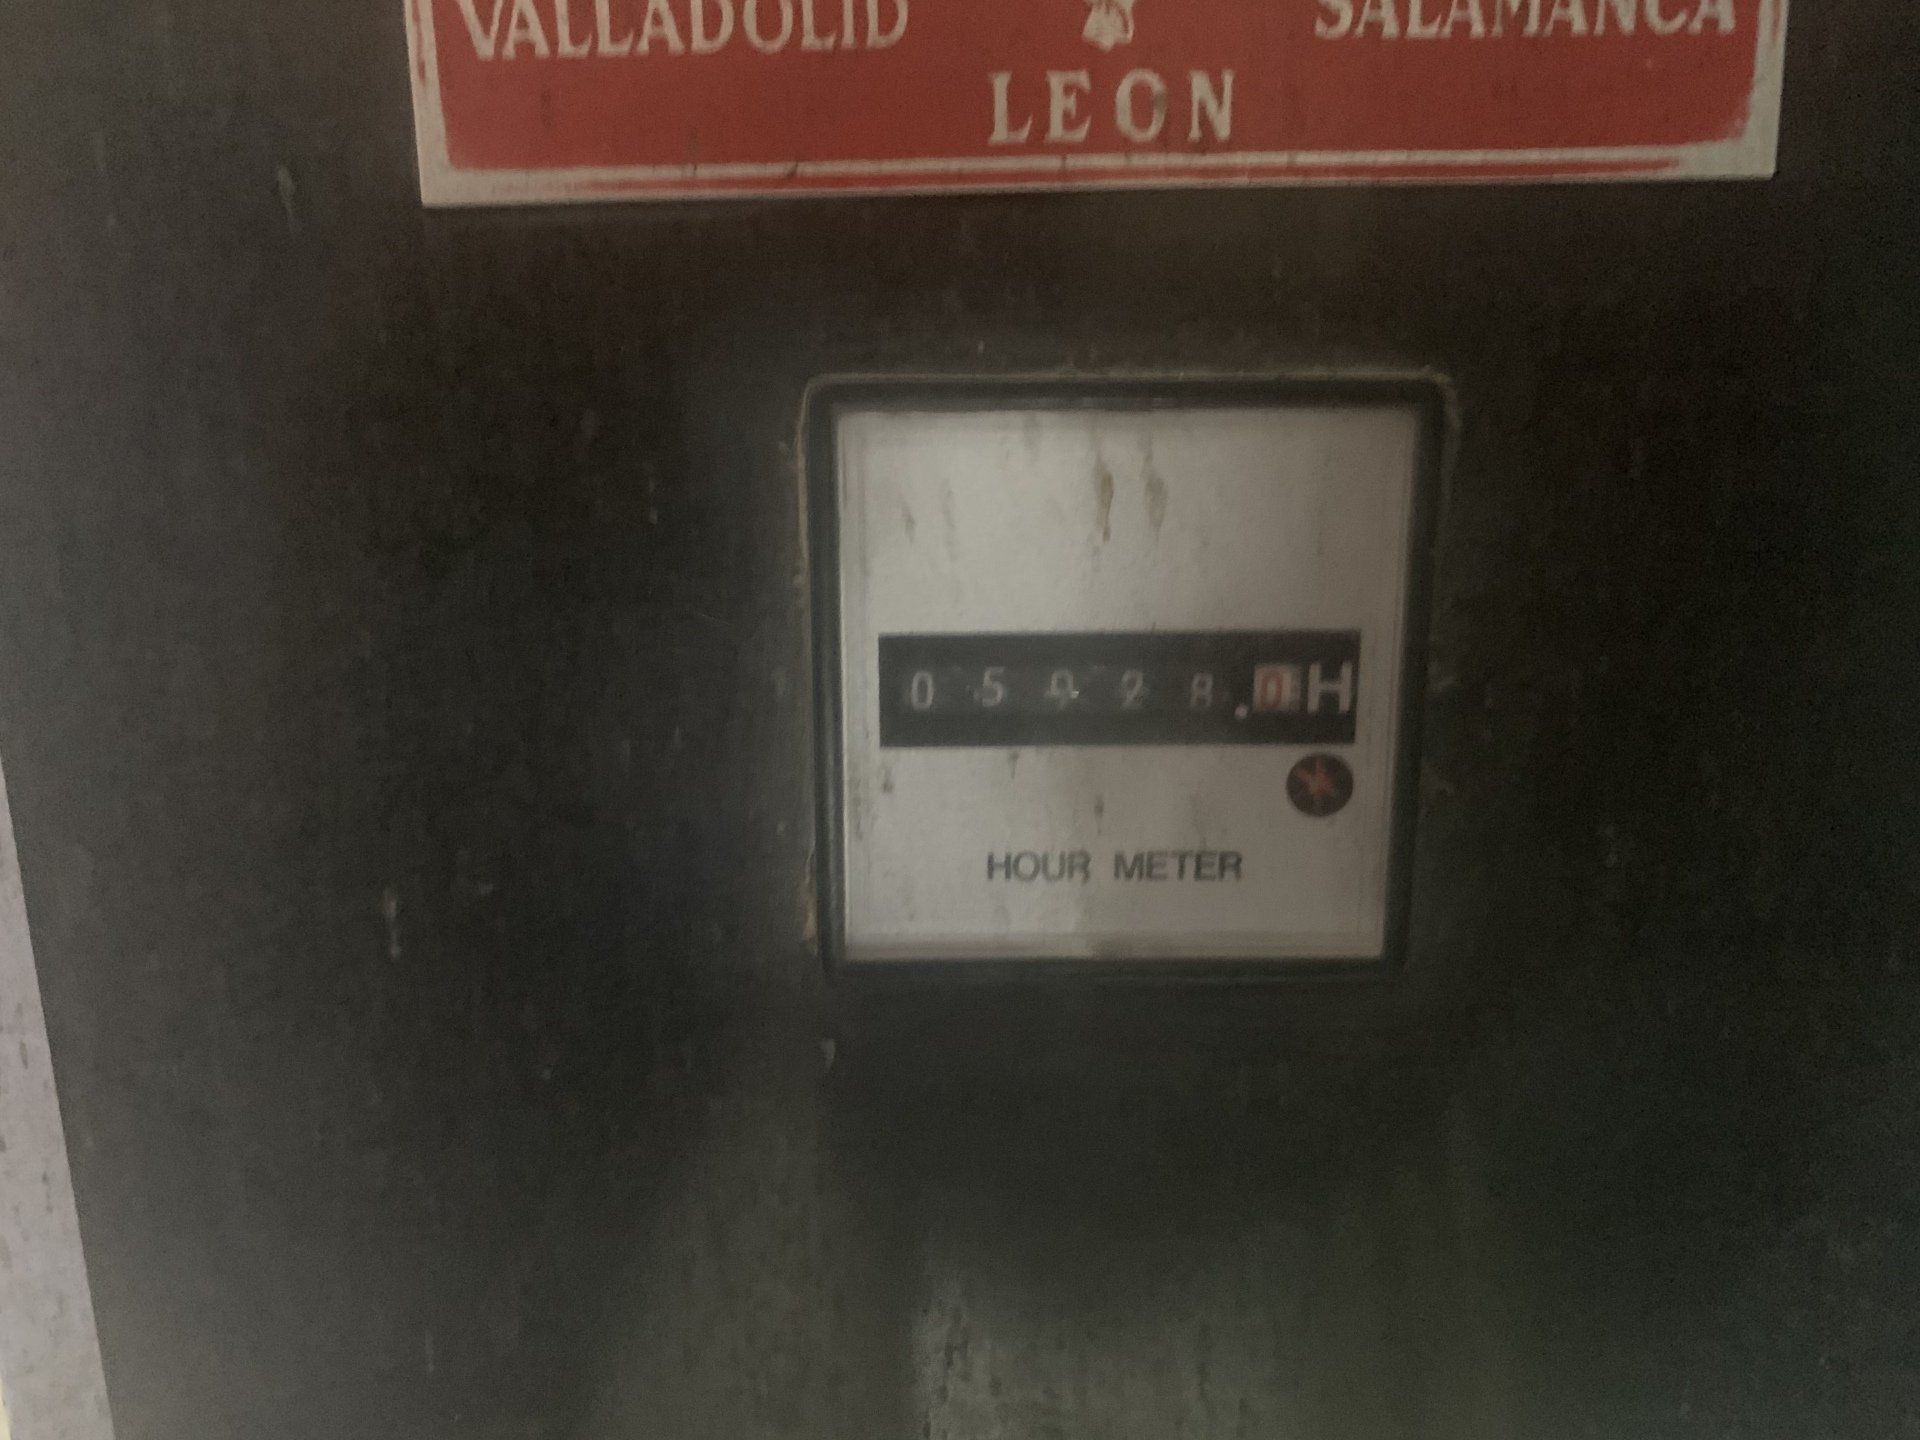 VALLADOLID SALAMANCA
LEON
05928.0H
HOUR METER